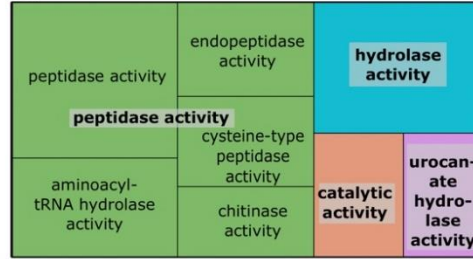 peptidase activity
peptidase activity
aminoacyl-
tRNA hydrolase
activity
endopeptidase
activity
cysteine-type
peptidase
activity
chitinase
activity
hydrolase
activity
catalytic
activity
urocan-
ate
hydro-
lase
activity